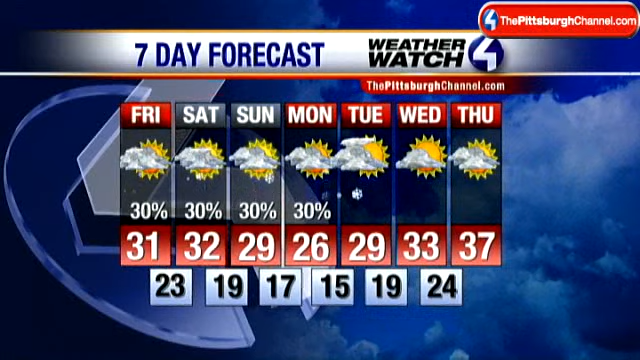 4 ThePittsburghChannel.com
7 DAY FORECAST
WEATHER
WATCH 4
ThePittsburghChannel.com
FRI SAT SUN MON TUE WED THU
30% 30% 30% 30%
31 32 29 26 29 33 37
23 19 17 15 19 24